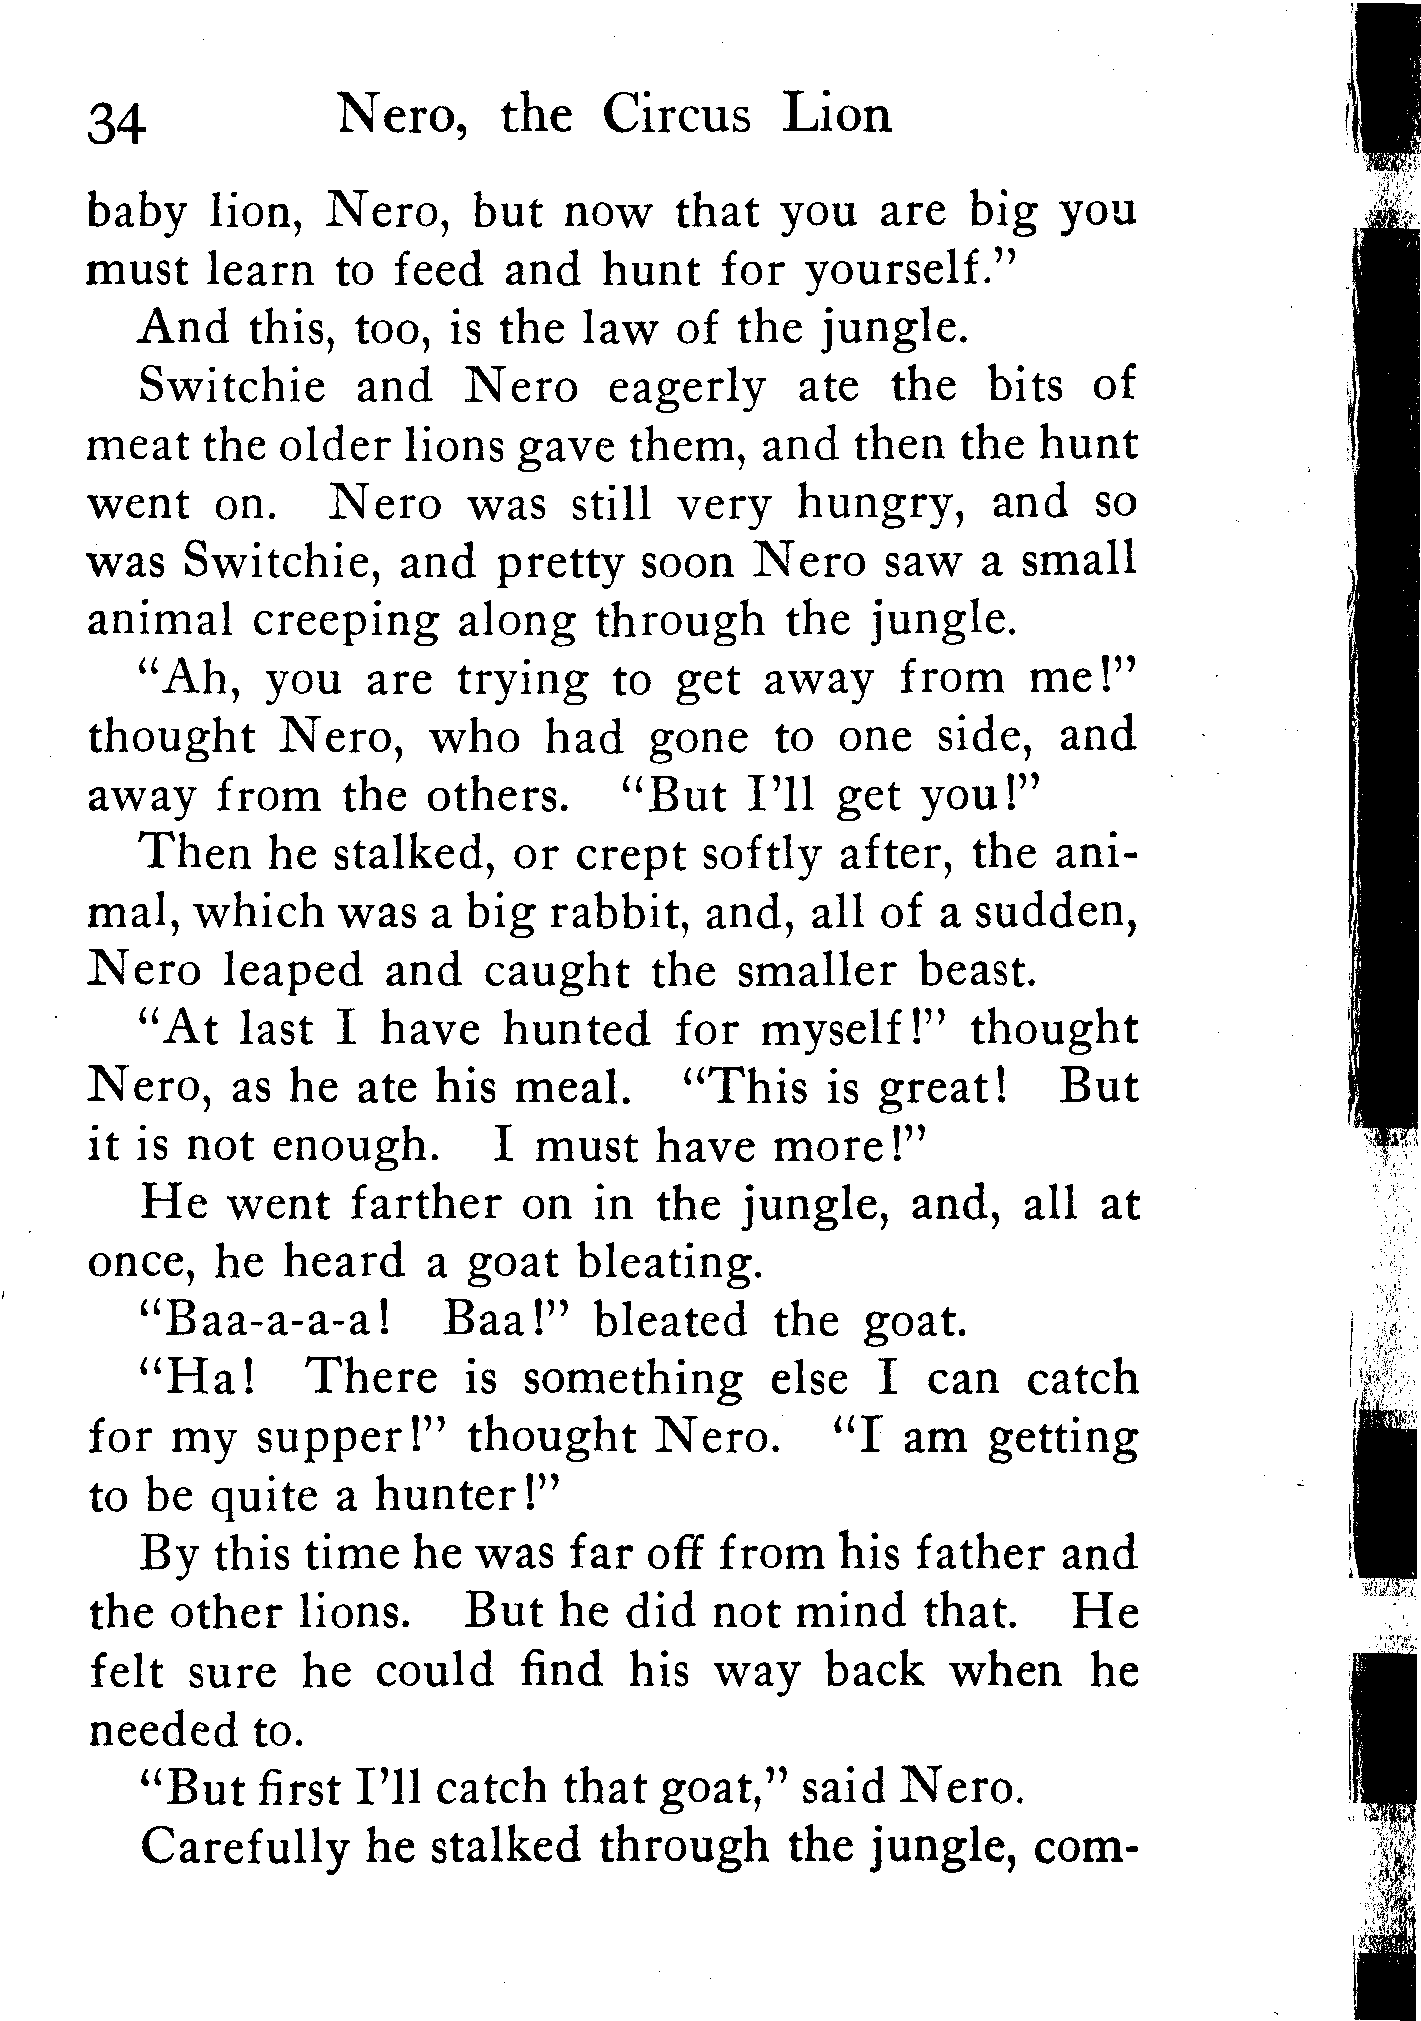 34 Nero, the Circus Lion
baby lion, Nero, but now that you are big you
must learn to feed and hunt for yourself."
And this, too, is the law of the jungle.
Switchie and Nero eagerly ate the bits of
meat the older lions gave them, and then the hunt
went on. Nero was still very hungry, and so
was Switchie, and pretty soon Nero saw a small
animal creeping along through the jungle.
"Ah, you are trying to get away from me!"
thought Nero, who had gone to one side, and
away from the others. "But I'll get you!"
Then he stalked, or crept softly after, the ani-
mal, which was a big rabbit, and, all of a sudden,
Nero leaped and caught the smaller beast.
"At last I have hunted for myself!" thought
Nero, as he ate his meal. "This is great! But
it is not enough. I must have more!"
He went farther on in the jungle, and, all at
once, he heard a goat bleating.
"Baa-a-a-a! Baa!" bleated the goat.
"Ha! There is something else I can catch
for my supper!" thought Nero. "I am getting
to be quite a hunter!"
By this time he was far off from his father and
the other lions. But he did not mind that. He
felt sure he could find his way back when he
needed to.
"But first I'll catch that goat," said Nero.
Carefully he stalked through the jungle, com-